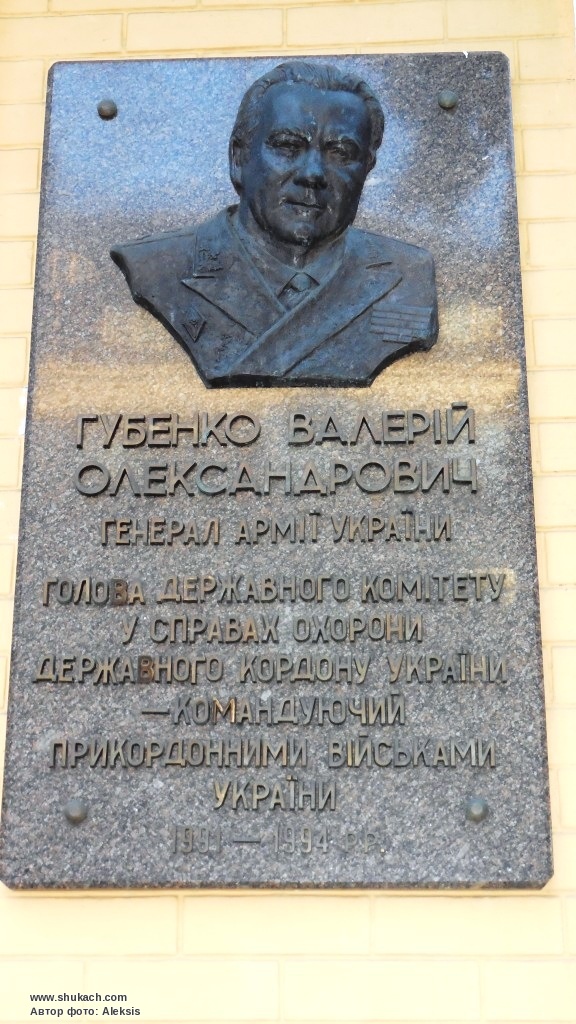 ГУБЕНКО ВАЛЕРІЙ
ОЛЕКСАНДРОВИЧ
ГЕНЕРАЛ АРМІЇ УКРАЇНИ
ГОЛОВА ДЕРЖАВНОГО КОМІТЕТУ
У СПРАВАХ ОХОРОНИ
ДЕРЖАВНОГО КОРДОНУ УКРАЇНИ
—КОМАНДУЮЧИЙ
ПРИКОРДОННИМИ ВІЙСЬКАМИ
УКРАЇНИ
1991 — 1994 Р.Р.
www.shukach.com
Автор фото: Aleksis